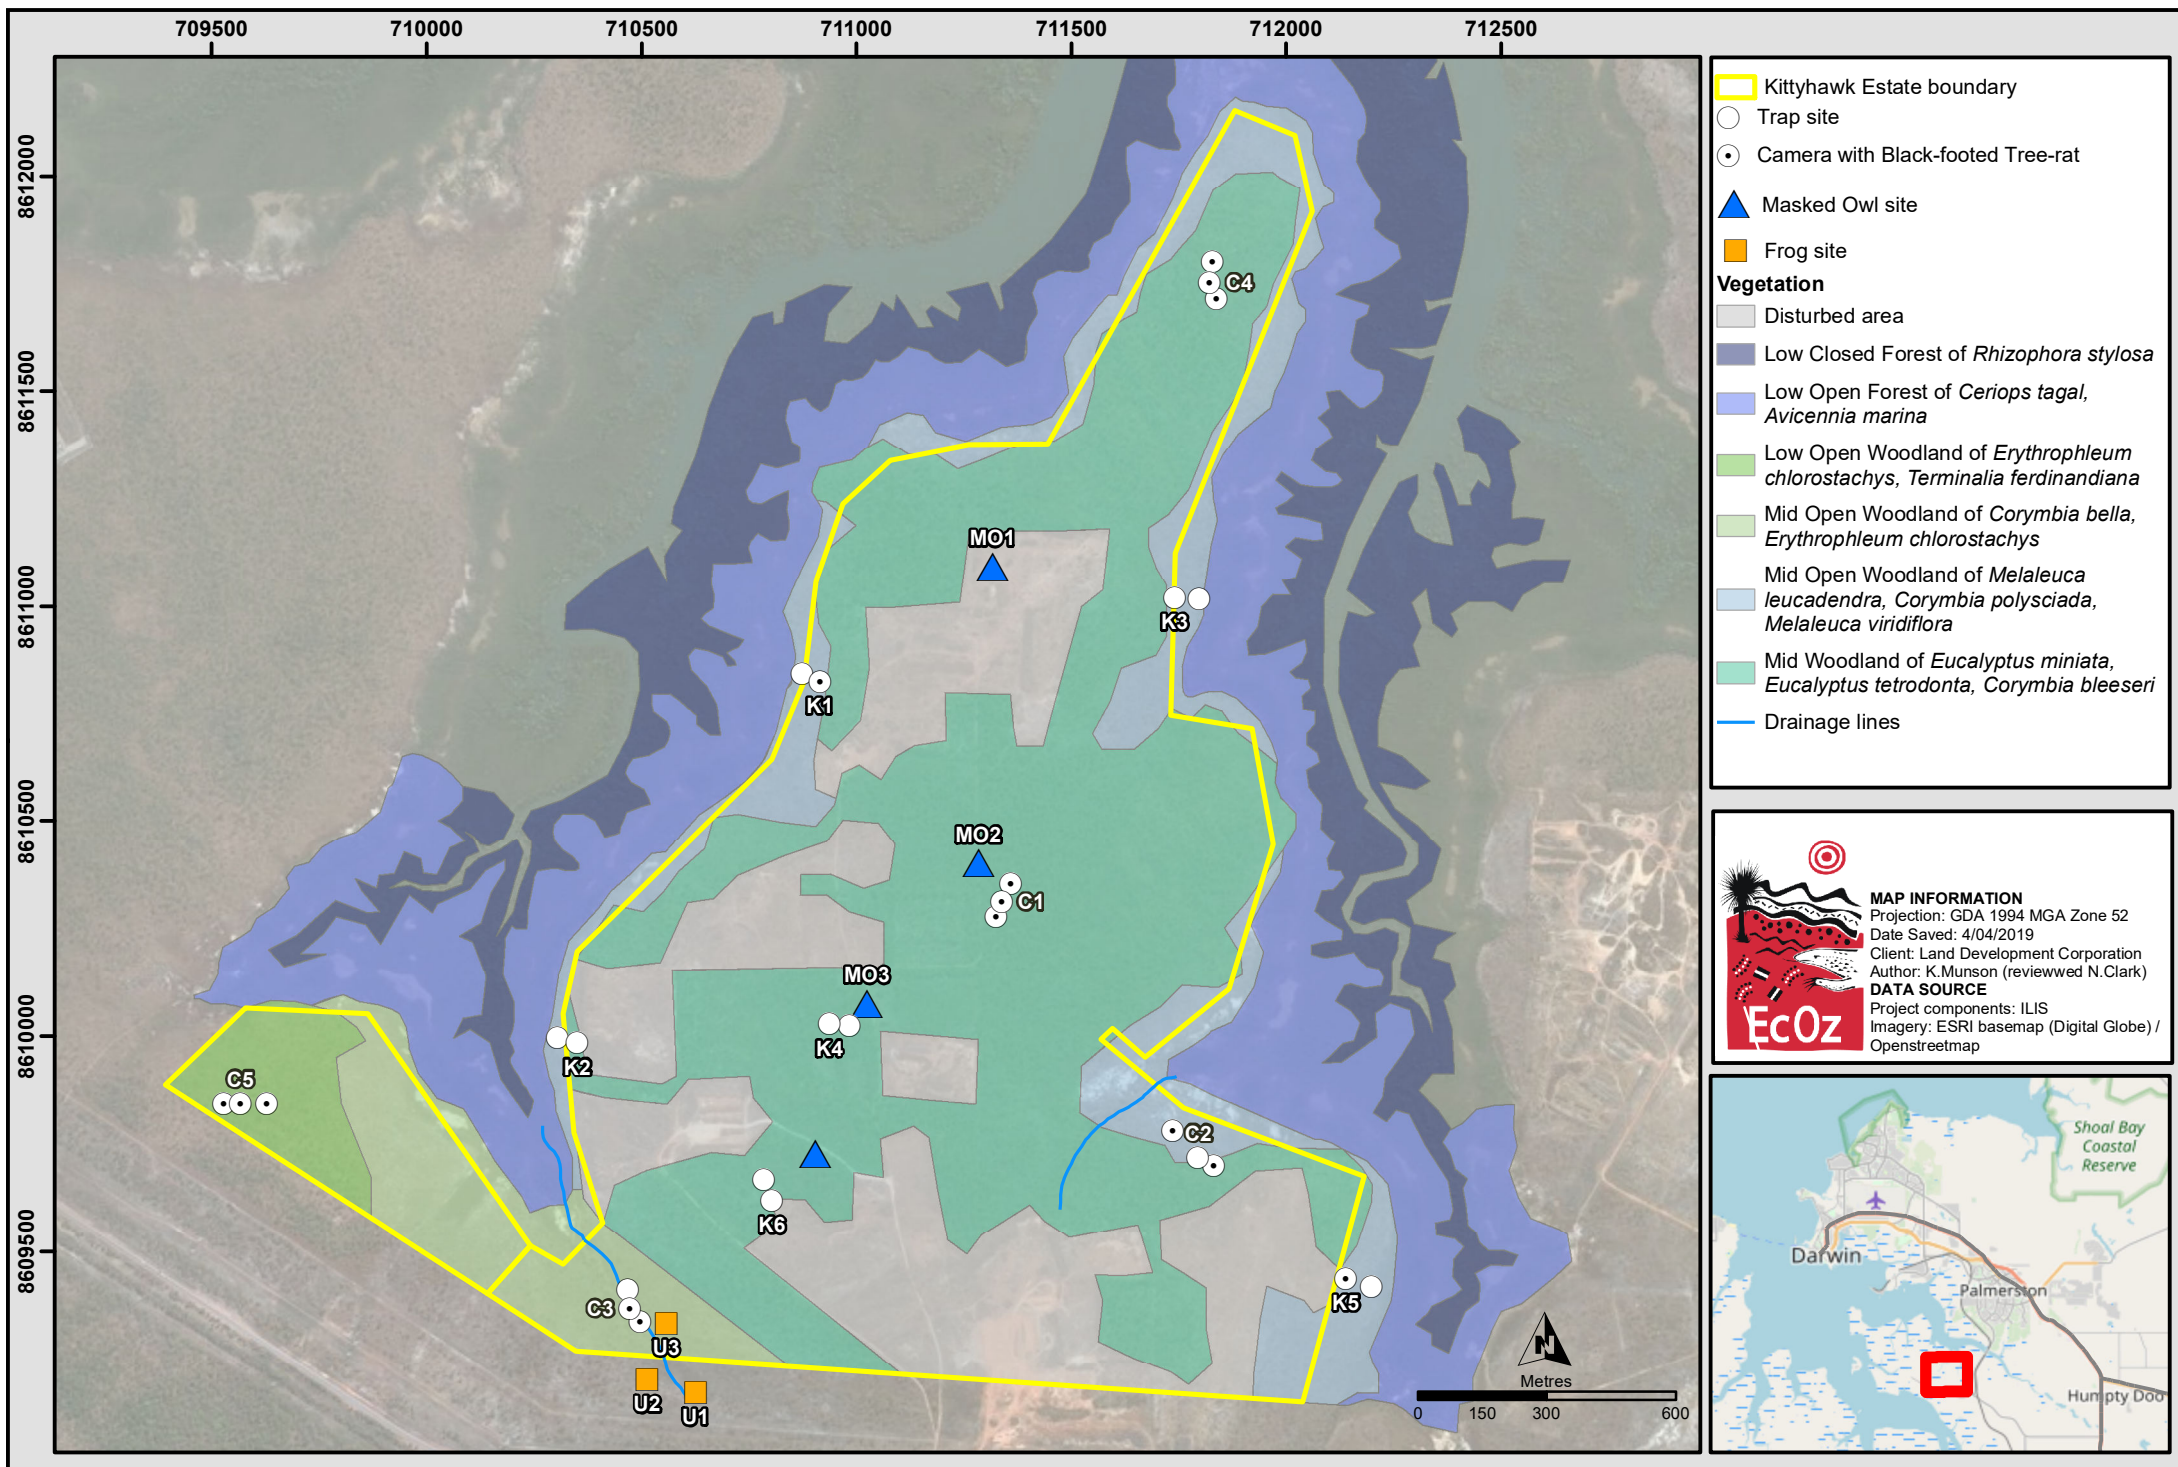 709500 710000 710500 711000 711500 712000 712500
8612000
8611500
8611000
8610500
8610000
8609500
C4
MO1
K3
K1
MO2
C1
MO3
K4
K2
C5
C2
K6
K5
C3
U3
U2
U1
N
Metres
0 150 300 600
Kittyhawk Estate boundary
Trap site
Camera with Black-footed Tree-rat
Masked Owl site
Frog site
Vegetation
Disturbed area
Low Closed Forest of Rhizophora stylosa
Low Open Forest of Ceriops tagal,
Avicennia marina
Low Open Woodland of Erythrophleum
chlorostachys, Terminalia ferdinandiana
Mid Open Woodland of Corymbia bella,
Erythrophleum chlorostachys
Mid Open Woodland of Melaleuca
leucadendra, Corymbia polysciada,
Melaleuca viridiflora
Mid Woodland of Eucalyptus miniata,
Eucalyptus tetrodonta, Corymbia bleeseri
Drainage lines
EcOz
MAP INFORMATION
Projection: GDA 1994 MGA Zone 52
Date Saved: 4/04/2019
Client: Land Development Corporation
Author: K.Munson (reviewwed N.Clark)
DATA SOURCE
Project components: ILIS
Imagery: ESRI basemap (Digital Globe) /
Openstreetmap
Shoal Bay
Coastal
Reserve
Darwin
Palmerston
Humpty Doo